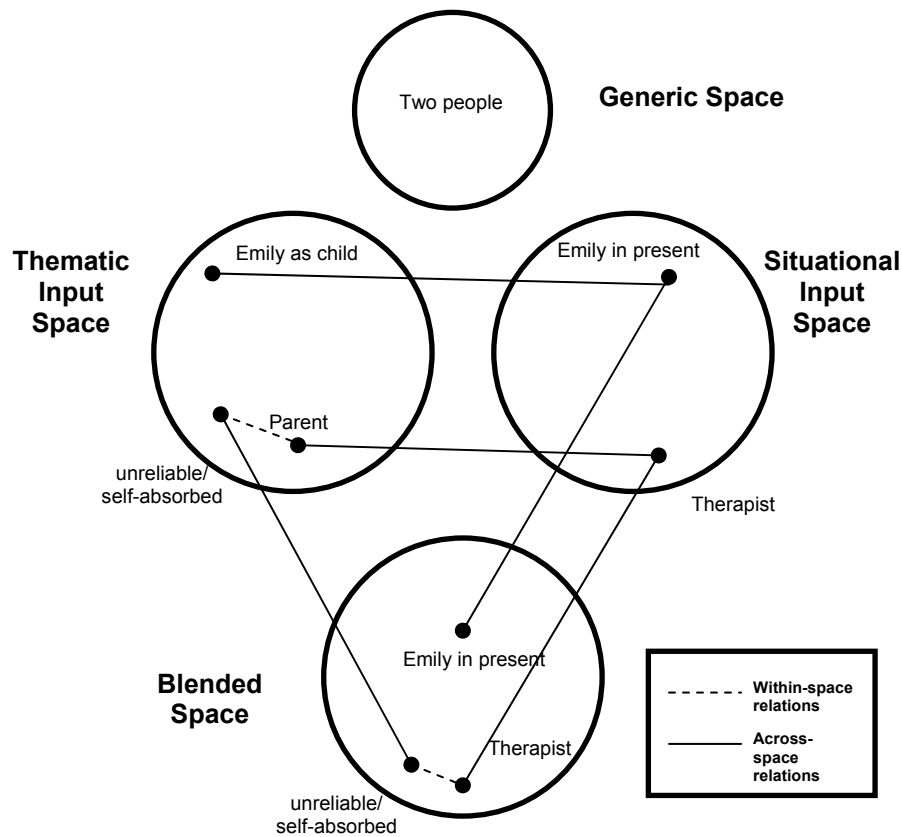 Two people
Generic Space
Thematic
Input
Space
Emily as child
Emily in present
Situational
Input
Space
Parent
unreliable/
self-absorbed
Therapist
Blended
Space
Emily in present
Therapist
unreliable/
self-absorbed
Within-space
relations
Across-
space
relations